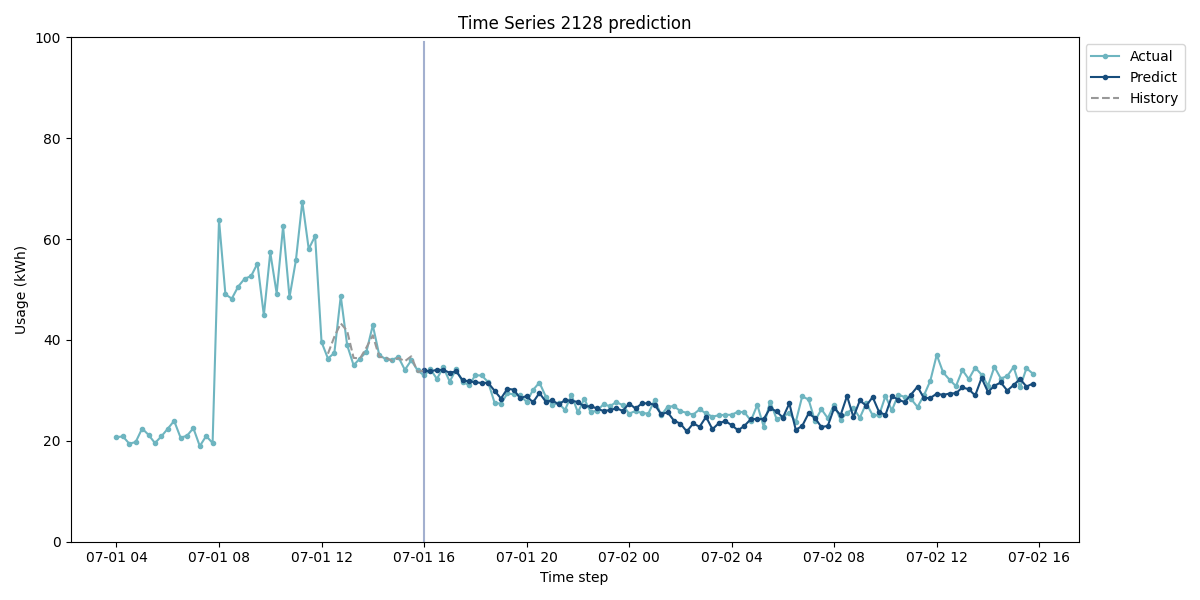 Time Series 2128 prediction
Usage (kWh)
100
80
60
40
20
0
07-01 04
07-01 08
07-01 12
07-01 16
07-01 20
07-02 00
07-02 04
07-02 08
07-02 12
07-02 16
Time step
Actual
Predict
History